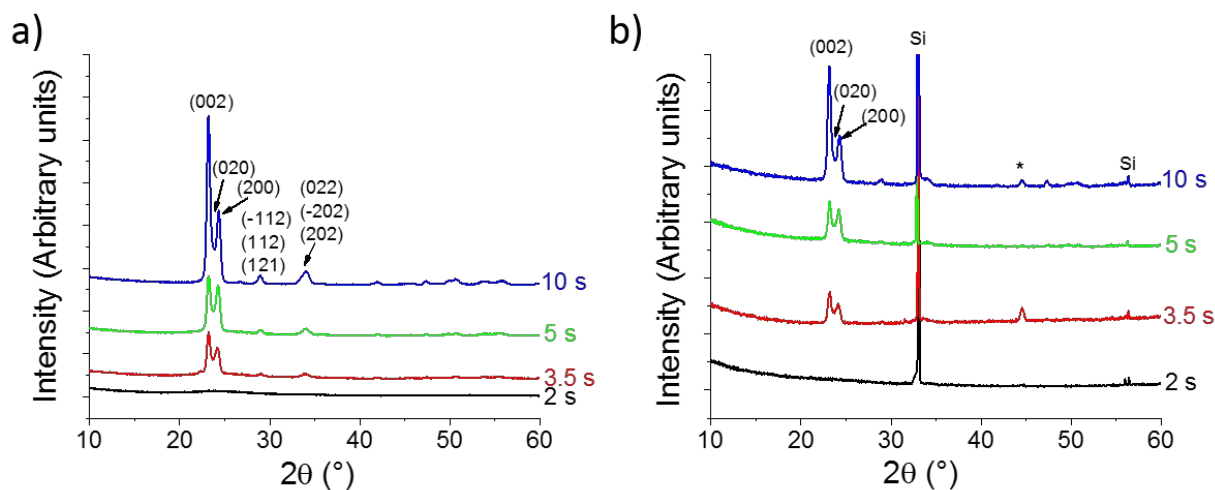 a)
Intensity (Arbitrary units)
(002)
(020)
(200)
(-112)
(112)
(121)
(022)
(-202)
(202)
10 s
5 s
3.5 s
2 s
10 20 30 40 50 60
2θ (°)
b)
Intensity (Arbitrary units)
(002)
Si
(020)
(200)
*
Si
10 s
5 s
3.5 s
2 s
10 20 30 40 50 60
2θ (°)